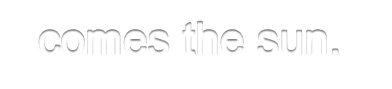 comes the sun.